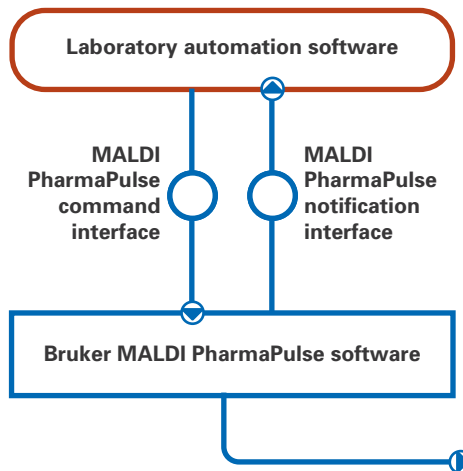 Laboratory automation software
MALDI
PharmaPulse
command
interface
MALDI
PharmaPulse
notification
interface
Bruker MALDI PharmaPulse software